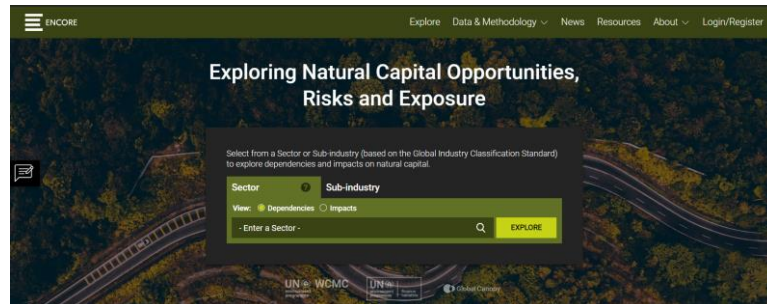 ENCORE
Explore Data & Methodology News Resources About Login/Register
Exploring Natural Capital Opportunities,
Risks and Exposure
Select from a Sector or Sub-industry (based on the Global Industry Classification Standard)
to explore dependencies and impacts on natural capital.
Sector ? Sub-industry
View: Dependencies Impacts
- Enter a Sector - EXPLORE
UN WCMC UN Global Canopy